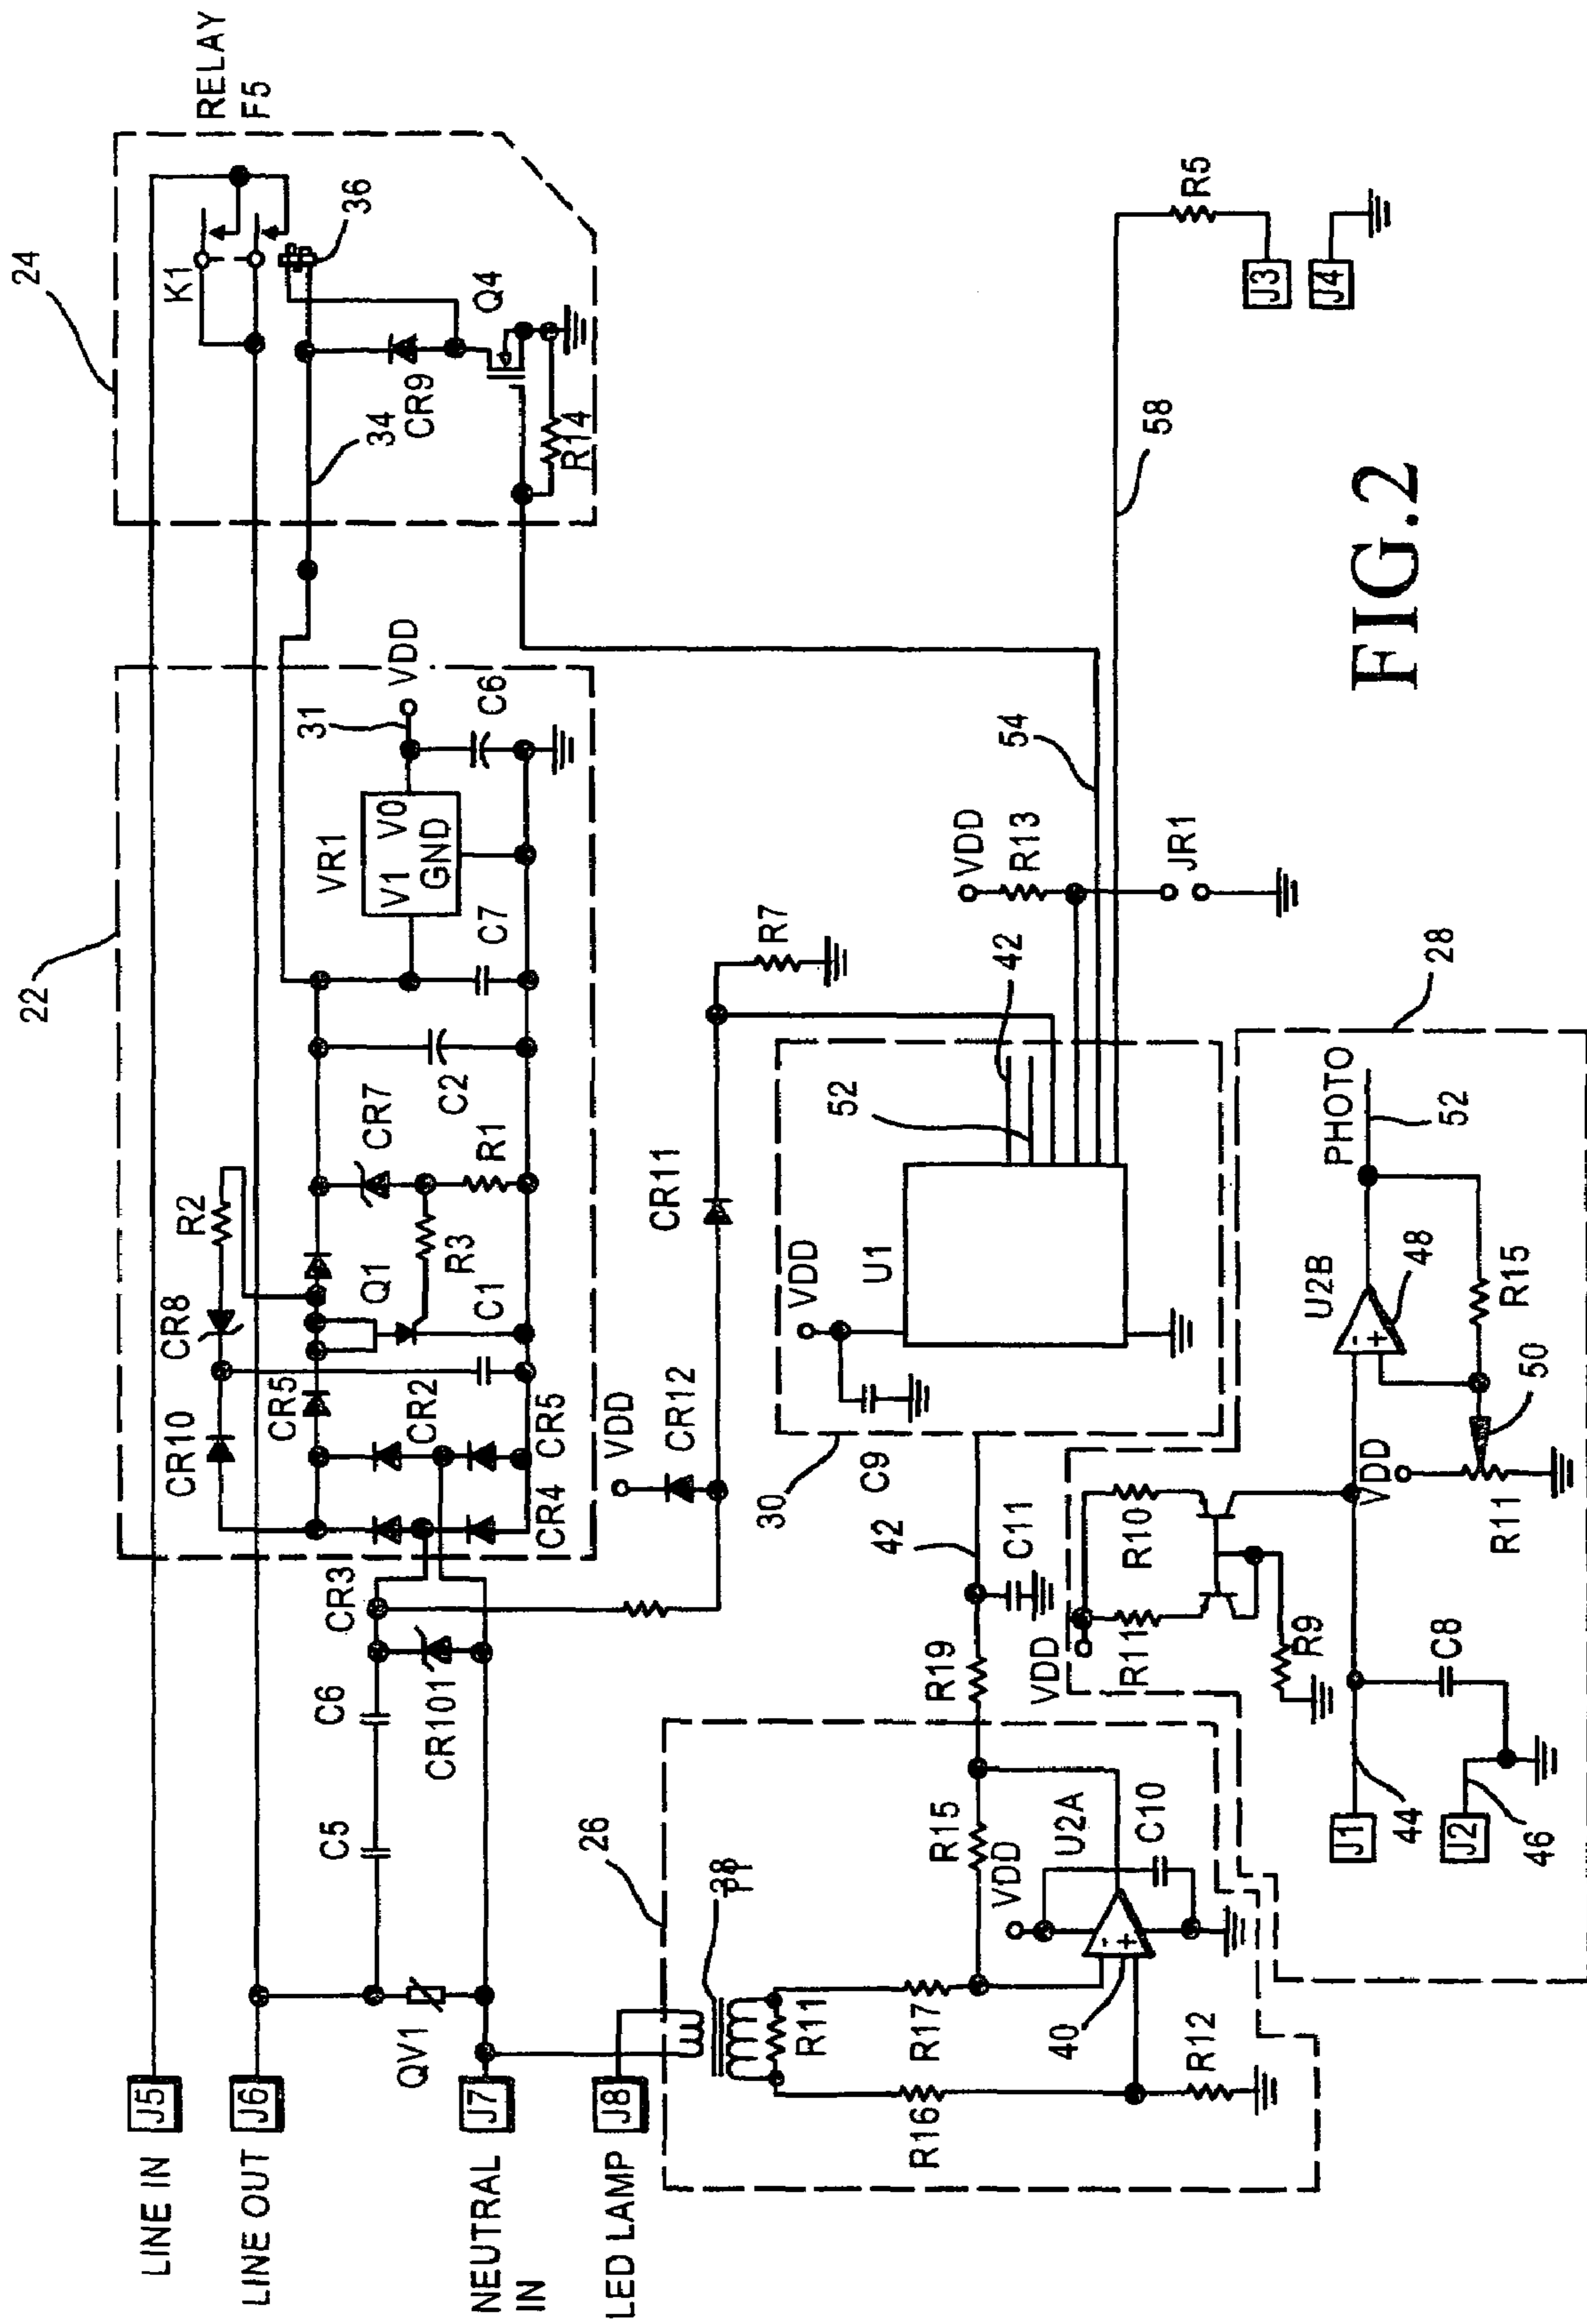 24
RELAY
F5
K1
36
Q4
34
CR9
R14
22
VDD
31
C6
VR1
V1 V0
GND
C7
C2
CR7
R1
R2
R3
Q1
C1
CR8
CR5
CR10
CR2
CR5
CR4
CR3
C6
CR101
C5
QV1
J5
LINE IN
J6
LINE OUT
J7
NEUTRAL
IN
J8
LED LAMP
R5
J3
J4
58
54
VDD
R13
JR1
R7
42
52
CR11
VDD
U1
VDD
CR12
C9
30
42
C11
R19
26
38
R15
VDD
U2A
C10
-
+
40
R11
R17
R16
R12
28
PHOTO
52
U2B
-
+
48
R15
50
VDD
R11
R10
R11
VDD
R9
C8
J1
44
J2
46
FIG.2